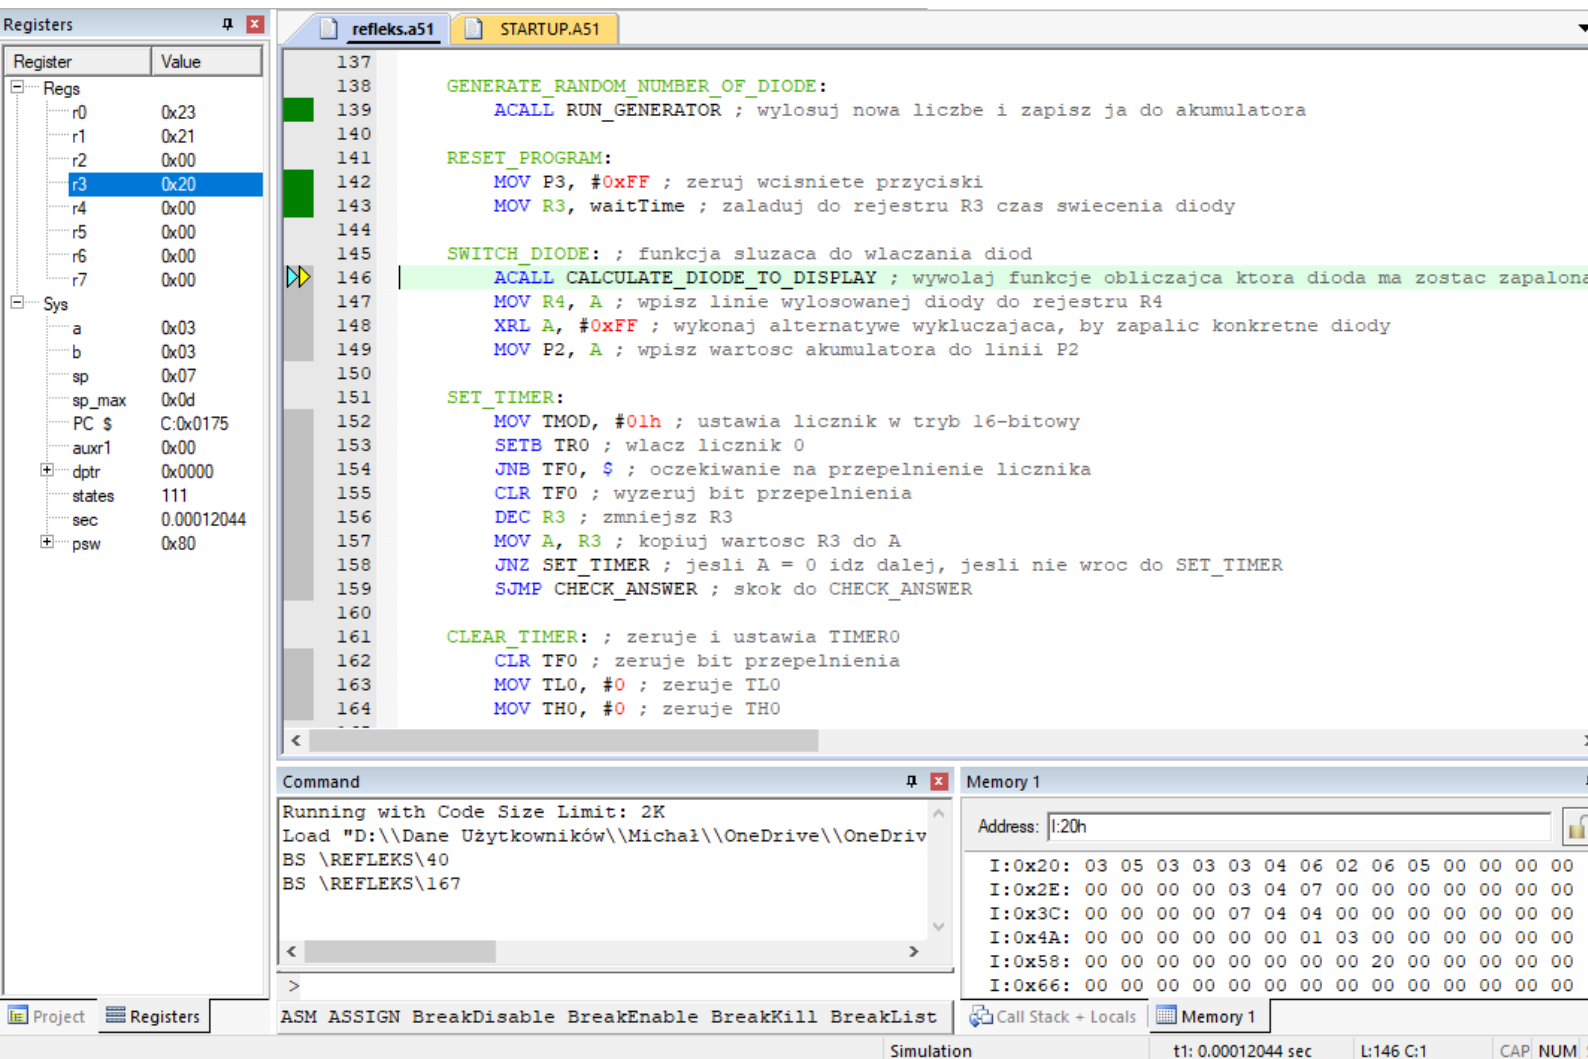 Registers
refleks.a51
STARTUP.A51
Register Value
Regs
r0 0x23
r1 0x21
r2 0x00
r3 0x20
r4 0x00
r5 0x00
r6 0x00
r7 0x00
Sys
a 0x03
b 0x03
sp 0x07
sp_max 0x0d
PC $ C:0x0175
auxr1 0x00
dptr 0x0000
states 111
sec 0.00012044
psw 0x80
Project
Registers
137
138 GENERATE_RANDOM_NUMBER_OF_DIODE:
139 ACALL RUN_GENERATOR ; wylosuj nowa liczbe i zapisz ja do akumulatora
140
141 RESET_PROGRAM:
142 MOV P3, #0xFF ; zeruj wcisniete przyciski
143 MOV R3, waitTime ; zaladuj do rejestru R3 czas swiecenia diody
144
145 SWITCH_DIODE: ; funkcja sluzaca do wlaczania diod
146 ACALL CALCULATE_DIODE_TO_DISPLAY ; wywolaj funkcje obliczajca ktora dioda ma zostac zapalona
147 MOV R4, A ; wpisz linie wylosowanej diody do rejestru R4
148 XRL A, #0xFF ; wykonaj alternatywe wykluczajaca, by zapalic konkretne diody
149 MOV P2, A ; wpisz wartosc akumulatora do linii P2
150
151 SET_TIMER:
152 MOV TMOD, #01h ; ustawia licznik w tryb 16-bitowy
153 SETB TR0 ; wlacz licznik 0
154 JNB TF0, $ ; oczekiwanie na przepelnienie licznika
155 CLR TF0 ; wyzeruj bit przepelnienia
156 DEC R3 ; zmniejsz R3
157 MOV A, R3 ; kopiuj wartosc R3 do A
158 JNZ SET_TIMER ; jesli A = 0 idz dalej, jesli nie wroc do SET_TIMER
159 SJMP CHECK_ANSWER ; skok do CHECK_ANSWER
160
161 CLEAR_TIMER: ; zeruje i ustawia TIMER0
162 CLR TF0 ; zeruje bit przepelnienia
163 MOV TL0, #0 ; zeruje TL0
164 MOV TH0, #0 ; zeruje TH0
Command
Running with Code Size Limit: 2K
Load "D:\\Dane Użytkowników\\Michał\\OneDrive\\OneDriv
BS \REFLEKS\40
BS \REFLEKS\167
>
ASM ASSIGN BreakDisable BreakEnable BreakKill BreakList
Memory 1
Address: I:20h
I:0x20: 03 05 03 03 03 04 06 02 06 05 00 00 00 00
I:0x2E: 00 00 00 00 03 04 07 00 00 00 00 00 00 00
I:0x3C: 00 00 00 00 07 04 04 00 00 00 00 00 00 00
I:0x4A: 00 00 00 00 00 00 01 03 00 00 00 00 00 00
I:0x58: 00 00 00 00 00 00 00 00 20 00 00 00 00 00
I:0x66: 00 00 00 00 00 00 00 00 00 00 00 00 00 00
Call Stack + Locals
Memory 1
Simulation
t1: 0.00012044 sec
L:146 C:1
CAP NUM